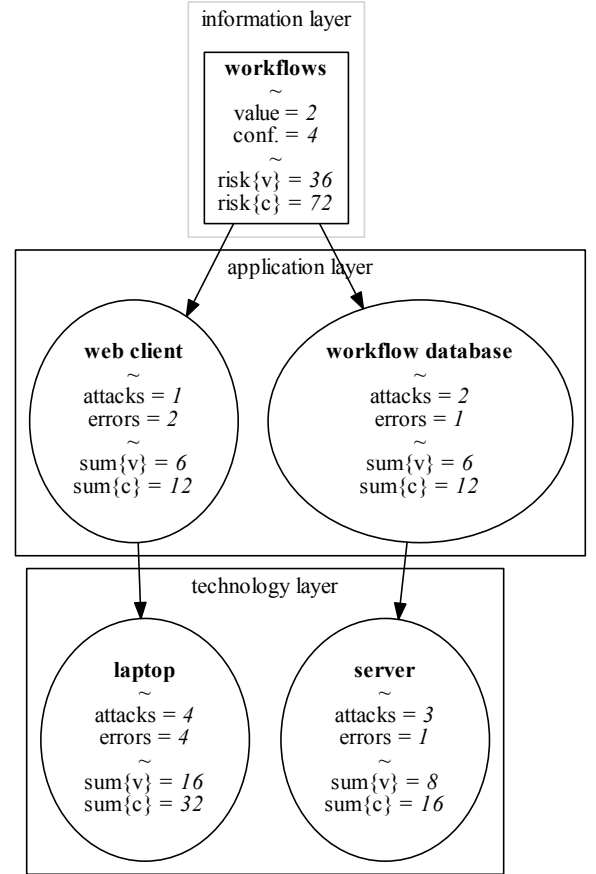 information layer
workflows
~
value = 2
conf. = 4
~
risk{v} = 36
risk{c} = 72
application layer
web client
~
attacks = 1
errors = 2
~
sum{v} = 6
sum{c} = 12
workflow database
~
attacks = 2
errors = 1
~
sum{v} = 6
sum{c} = 12
technology layer
laptop
~
attacks = 4
errors = 4
~
sum{v} = 16
sum{c} = 32
server
~
attacks = 3
errors = 1
~
sum{v} = 8
sum{c} = 16